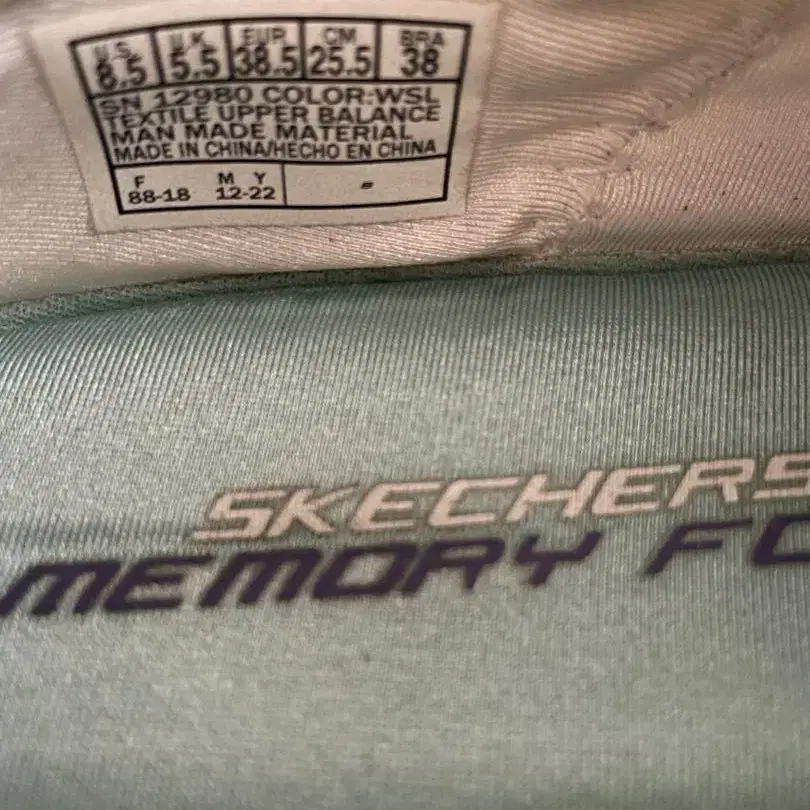 U.S. U.K. EUR CM BRA
8.5 5.5 38.5 25.5 38
SN 12980 COLOR:WSL
TEXTILE UPPER BALANCE
MAN MADE MATERIAL
MADE IN CHINA/HECHO EN CHINA
F M Y
88-18 12-22 -
SKECHERS
MEMORY FO